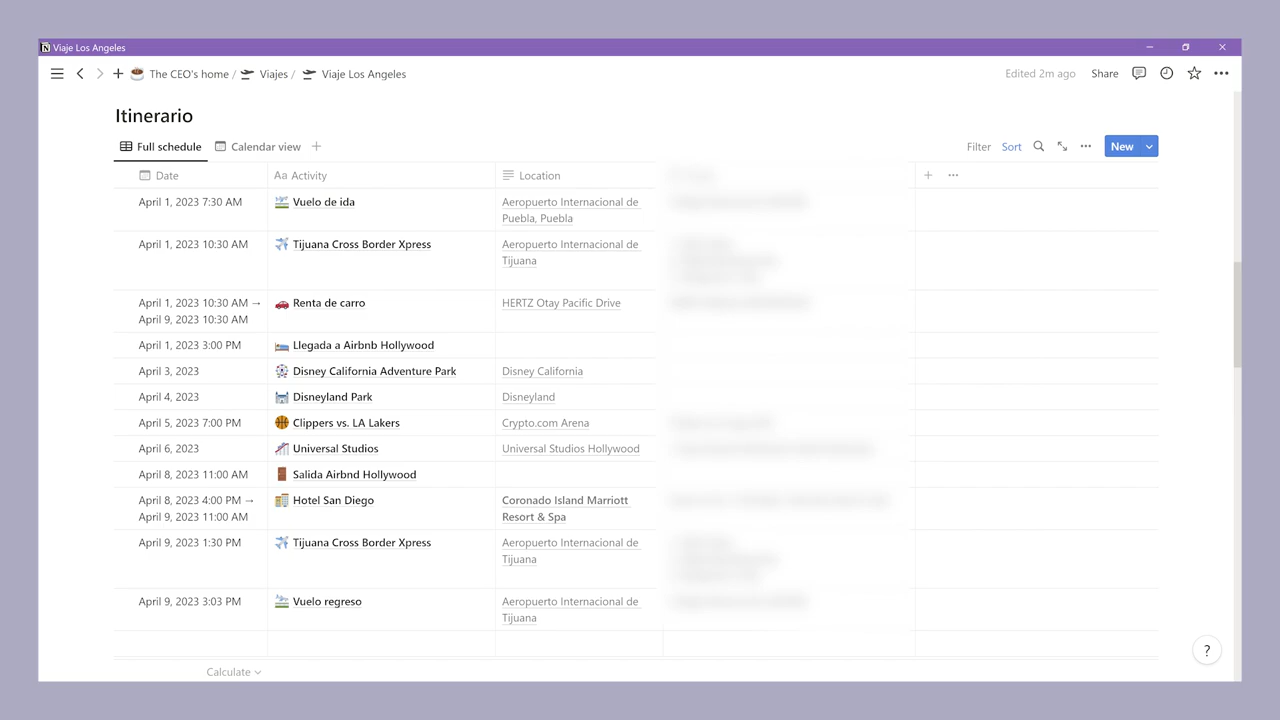 Viaje Los Angeles
The CEO's home / Viajes / Viaje Los Angeles
Edited 2m ago Share
Itinerario
Full schedule Calendar view
Filter Sort New
Date Aa Activity Location
April 1, 2023 7:30 AM Vuelo de ida Aeropuerto Internacional de
Puebla, Puebla
April 1, 2023 10:30 AM Tijuana Cross Border Xpress Aeropuerto Internacional de
Tijuana
April 1, 2023 10:30 AM → Renta de carro HERTZ Otay Pacific Drive
April 9, 2023 10:30 AM
April 1, 2023 3:00 PM Llegada a Airbnb Hollywood
April 3, 2023 Disney California Adventure Park Disney California
April 4, 2023 Disneyland Park Disneyland
April 5, 2023 7:00 PM Clippers vs. LA Lakers Crypto.com Arena
April 6, 2023 Universal Studios Universal Studios Hollywood
April 8, 2023 11:00 AM Salida Airbnd Hollywood
April 8, 2023 4:00 PM → Hotel San Diego Coronado Island Marriott
April 9, 2023 11:00 AM Resort & Spa
April 9, 2023 1:30 PM Tijuana Cross Border Xpress Aeropuerto Internacional de
Tijuana
April 9, 2023 3:03 PM Vuelo regreso Aeropuerto Internacional de
Tijuana
Calculate
?